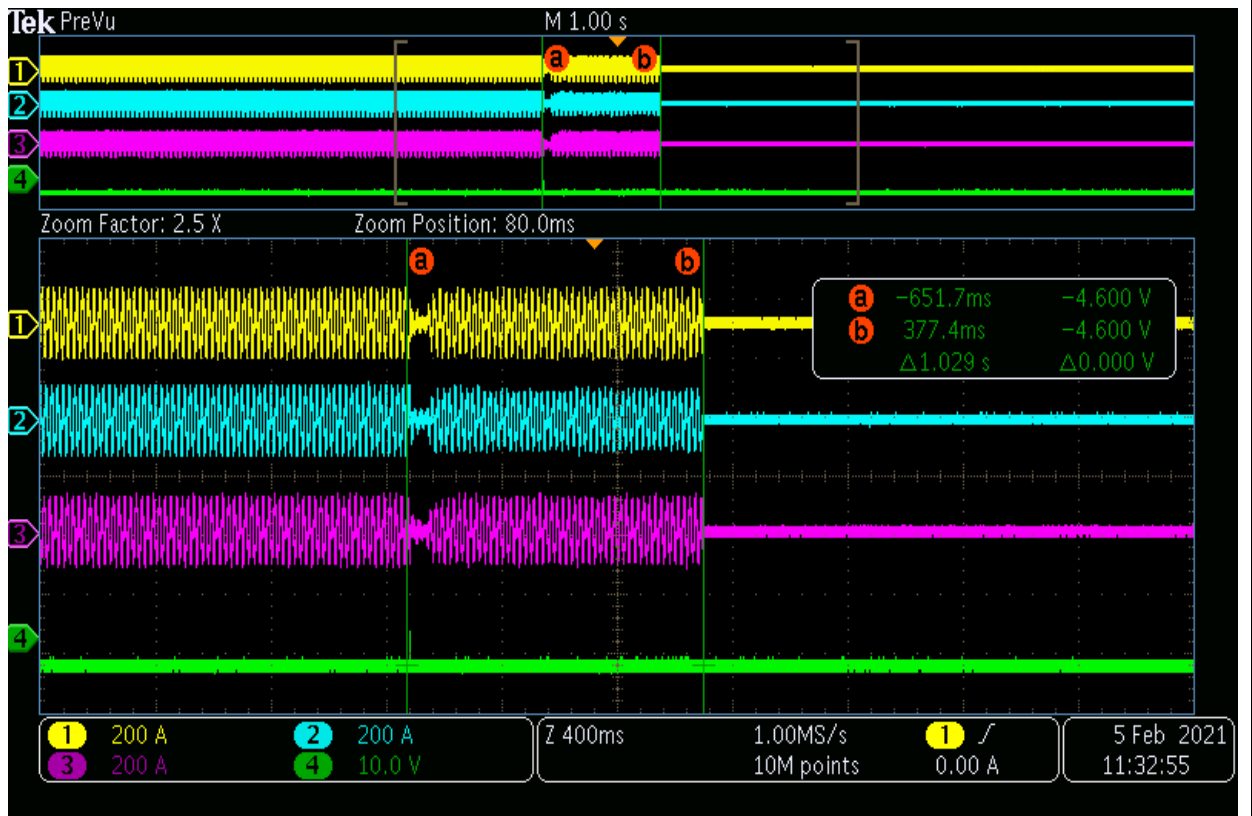 Tek PreVu M 1.00 s
a b
1
2
3
4
Zoom Factor: 2.5 X Zoom Position: 80.0ms
a b
a -651.7ms -4.600 V
b 377.4ms -4.600 V
Δ1.029 s Δ0.000 V
1
2
3
4
1 200 A 2 200 A Z 400ms 1.00MS/s 1 5 Feb 2021
3 200 A 4 10.0 V 10M points 0.00 A 11:32:55